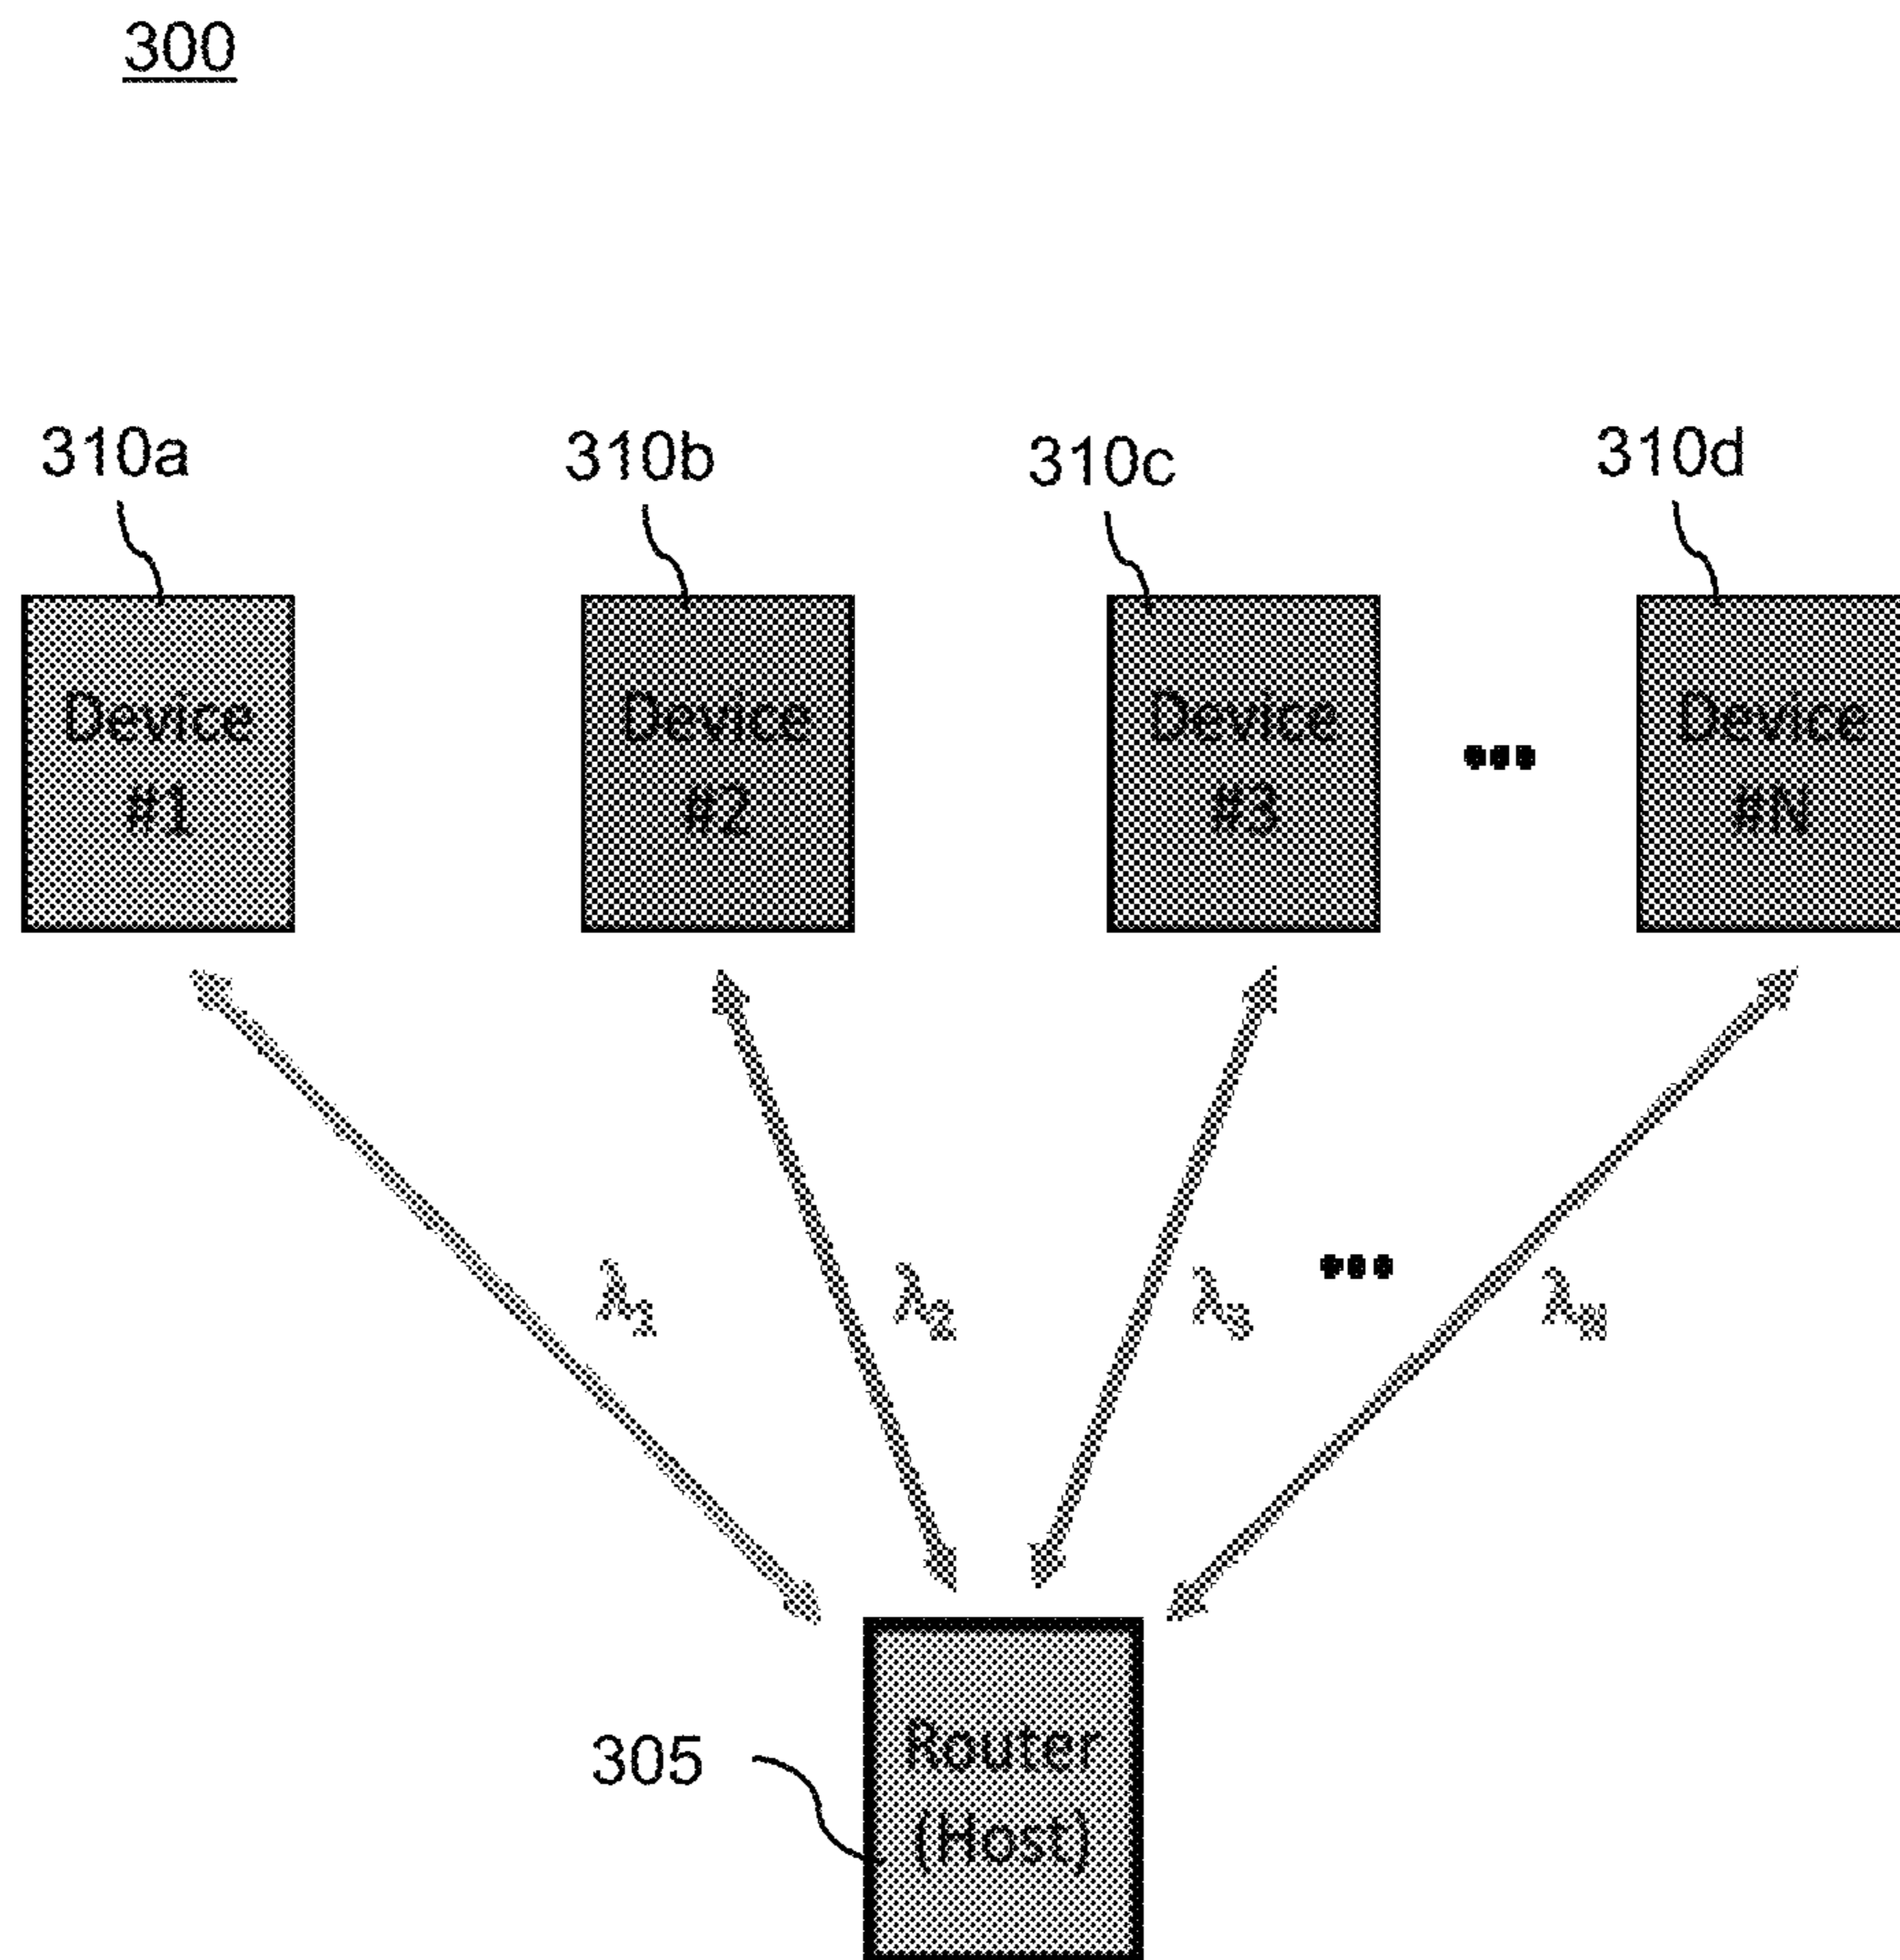 300
310a
310b
310c
310d
Device
#1
Device
#2
Device
#3
•••
Device
#N
λ1
λ2
λ3
•••
λN
305
Router
(Host)